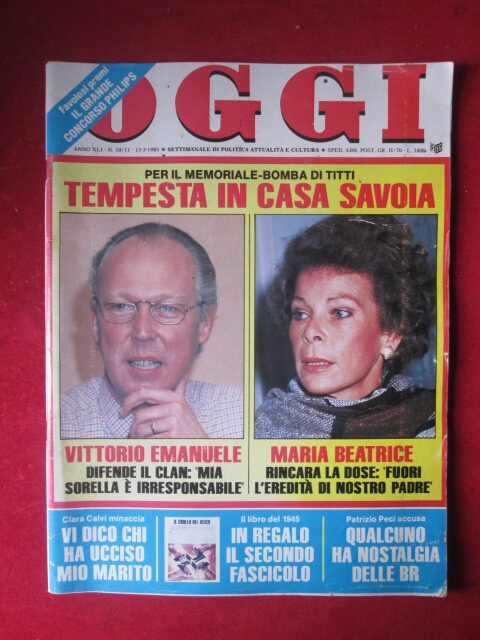 Favolosi premi
IL GRANDE
CONCORSO PHILIPS
OGGI
ANNO XLI - N. 10/11 - 13-3-1985 ★ SETTIMANALE DI POLITICA ATTUALITÀ E CULTURA ★ SPED. ABB. POST. GR. II/70 - L. 1800
PER IL MEMORIALE-BOMBA DI TITTI
TEMPESTA IN CASA SAVOIA
VITTORIO EMANUELE
DIFENDE IL CLAN: 'MIA
SORELLA È IRRESPONSABILE'
MARIA BEATRICE
RINCARA LA DOSE: 'FUORI
L'EREDITÀ DI NOSTRO PADRE'
Clara Calvi minaccia
VI DICO CHI
HA UCCISO
MIO MARITO
IL CROLLO DEL REICH
Il libro del 1945
IN REGALO
IL SECONDO
FASCICOLO
Patrizio Peci accusa
QUALCUNO
HA NOSTALGIA
DELLE BR